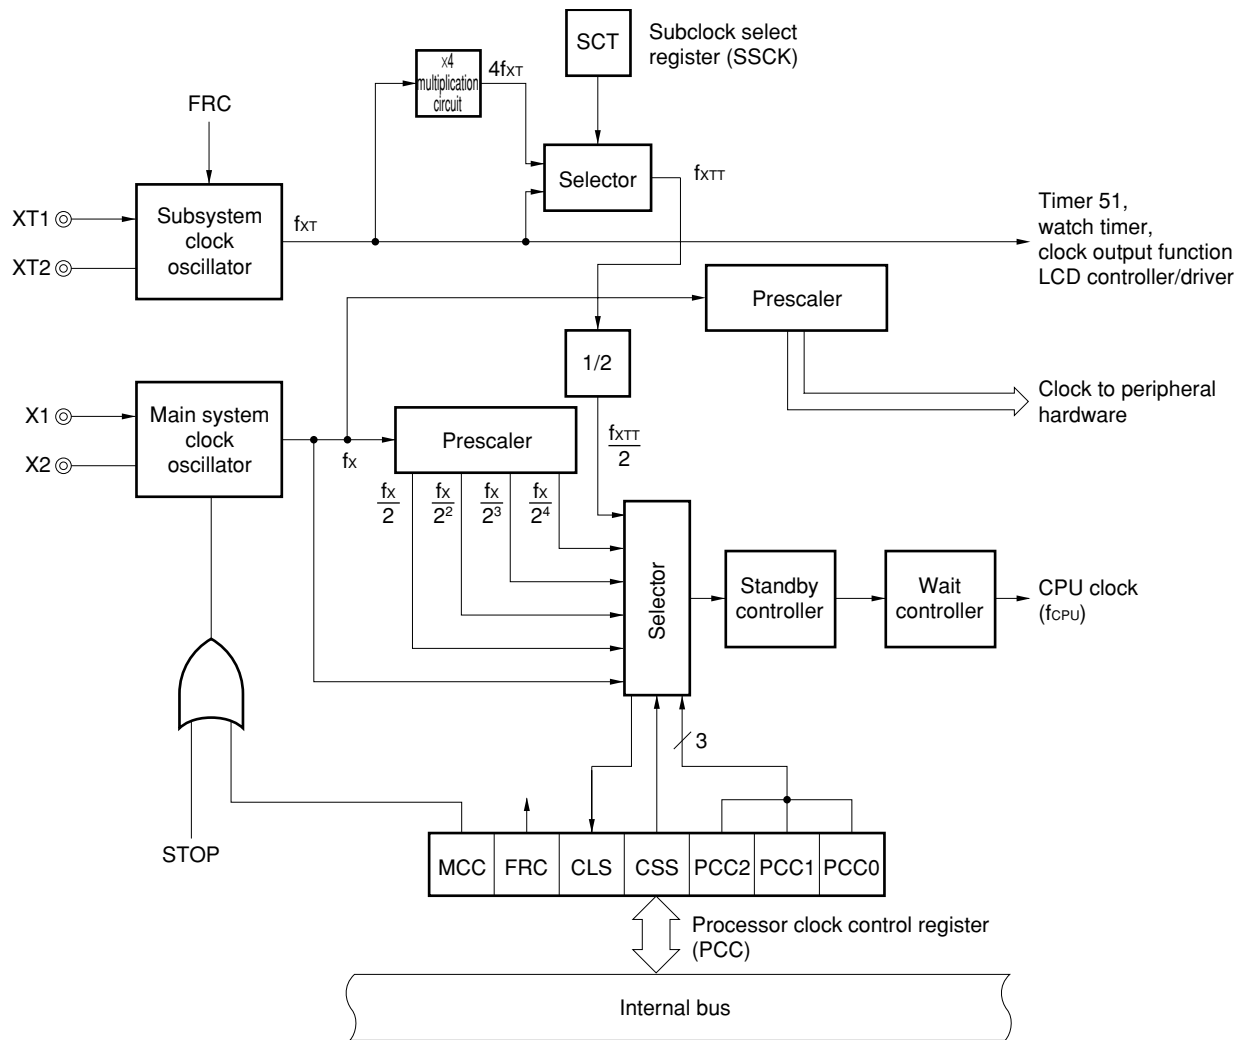 SCT
Subclock select
register (SSCK)
×4
multiplication
circuit
4fXT
FRC
Selector
fXTT
XT1
XT2
Subsystem
clock
oscillator
fXT
Timer 51,
watch timer,
clock output function
LCD controller/driver
Prescaler
1/2
Clock to peripheral
hardware
X1
X2
Main system
clock
oscillator
fX
Prescaler
fXTT
2
fX
2
fX
2²
fX
2³
fX
2⁴
Selector
Standby
controller
Wait
controller
CPU clock
(fCPU)
3
STOP
MCC FRC CLS CSS PCC2 PCC1 PCC0
Processor clock control register
(PCC)
Internal bus